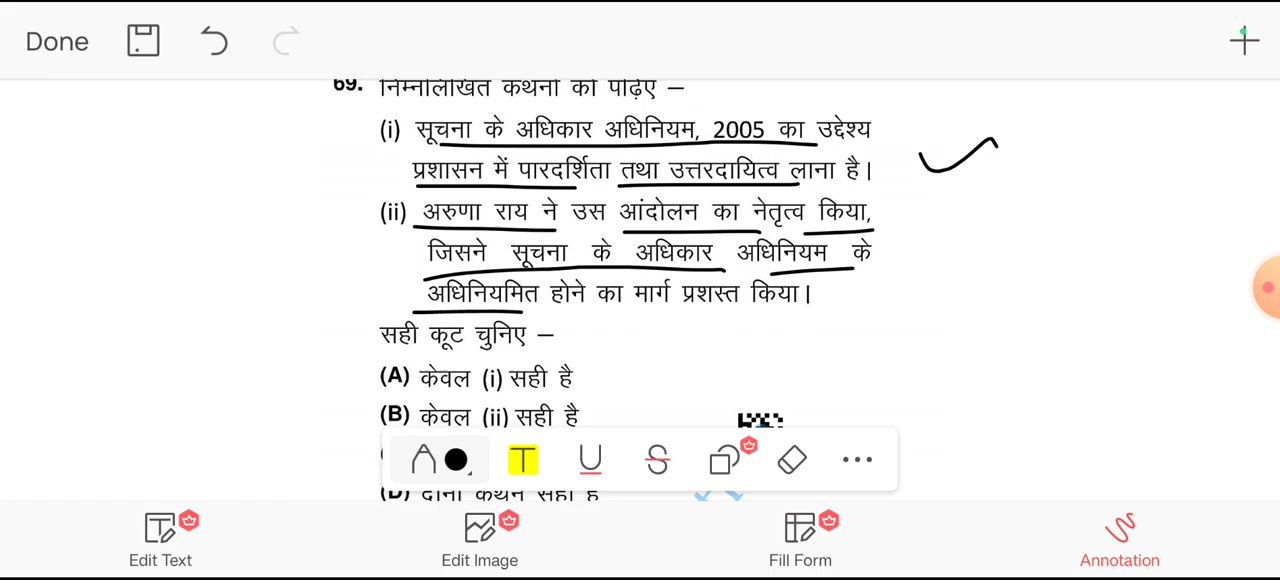 Done
69. निम्नलिखित कथनों को पढ़िए –
(i) सूचना के अधिकार अधिनियम, 2005 का उद्देश्य
प्रशासन में पारदर्शिता तथा उत्तरदायित्व लाना है।
(ii) अरुणा राय ने उस आंदोलन का नेतृत्व किया,
जिसने सूचना के अधिकार अधिनियम के
अधिनियमित होने का मार्ग प्रशस्त किया।
सही कूट चुनिए –
(A) केवल (i) सही है
(B) केवल (ii) सही है
(D) दोनों कथन सही हैं
Edit Text
Edit Image
Fill Form
Annotation